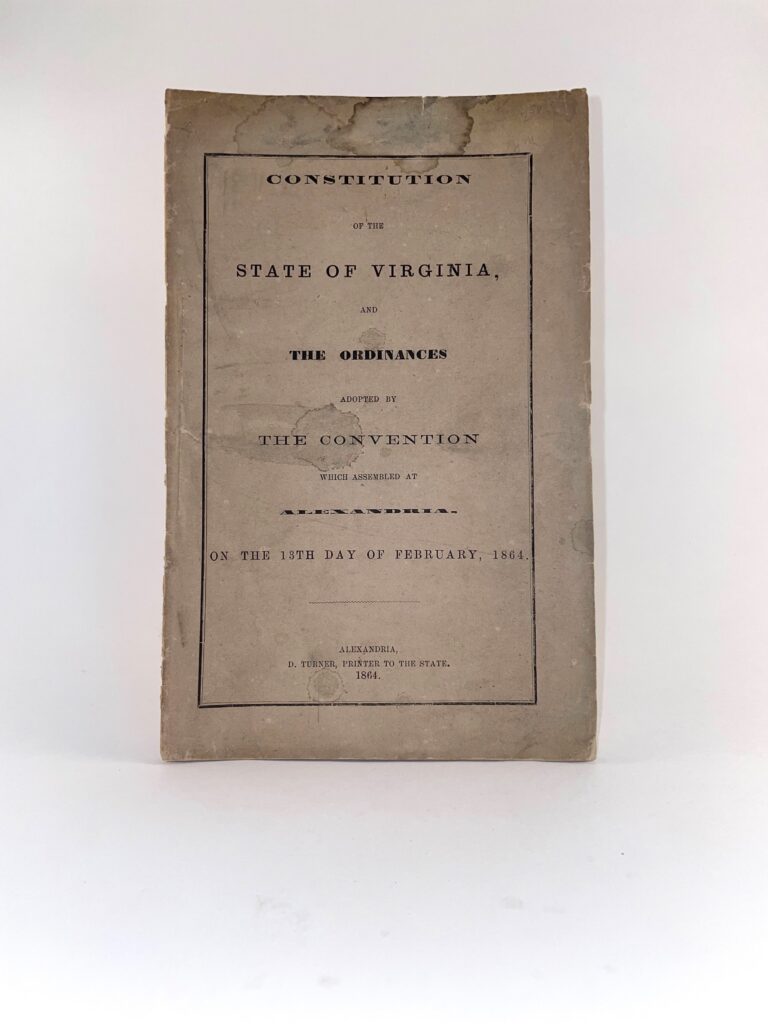 CONSTITUTION
OF THE
STATE OF VIRGINIA,
AND
THE ORDINANCES
ADOPTED BY
THE CONVENTION
WHICH ASSEMBLED AT
ALEXANDRIA.
ON THE 13TH DAY OF FEBRUARY, 1864.
ALEXANDRIA,
D. TURNER, PRINTER TO THE STATE.
1864.